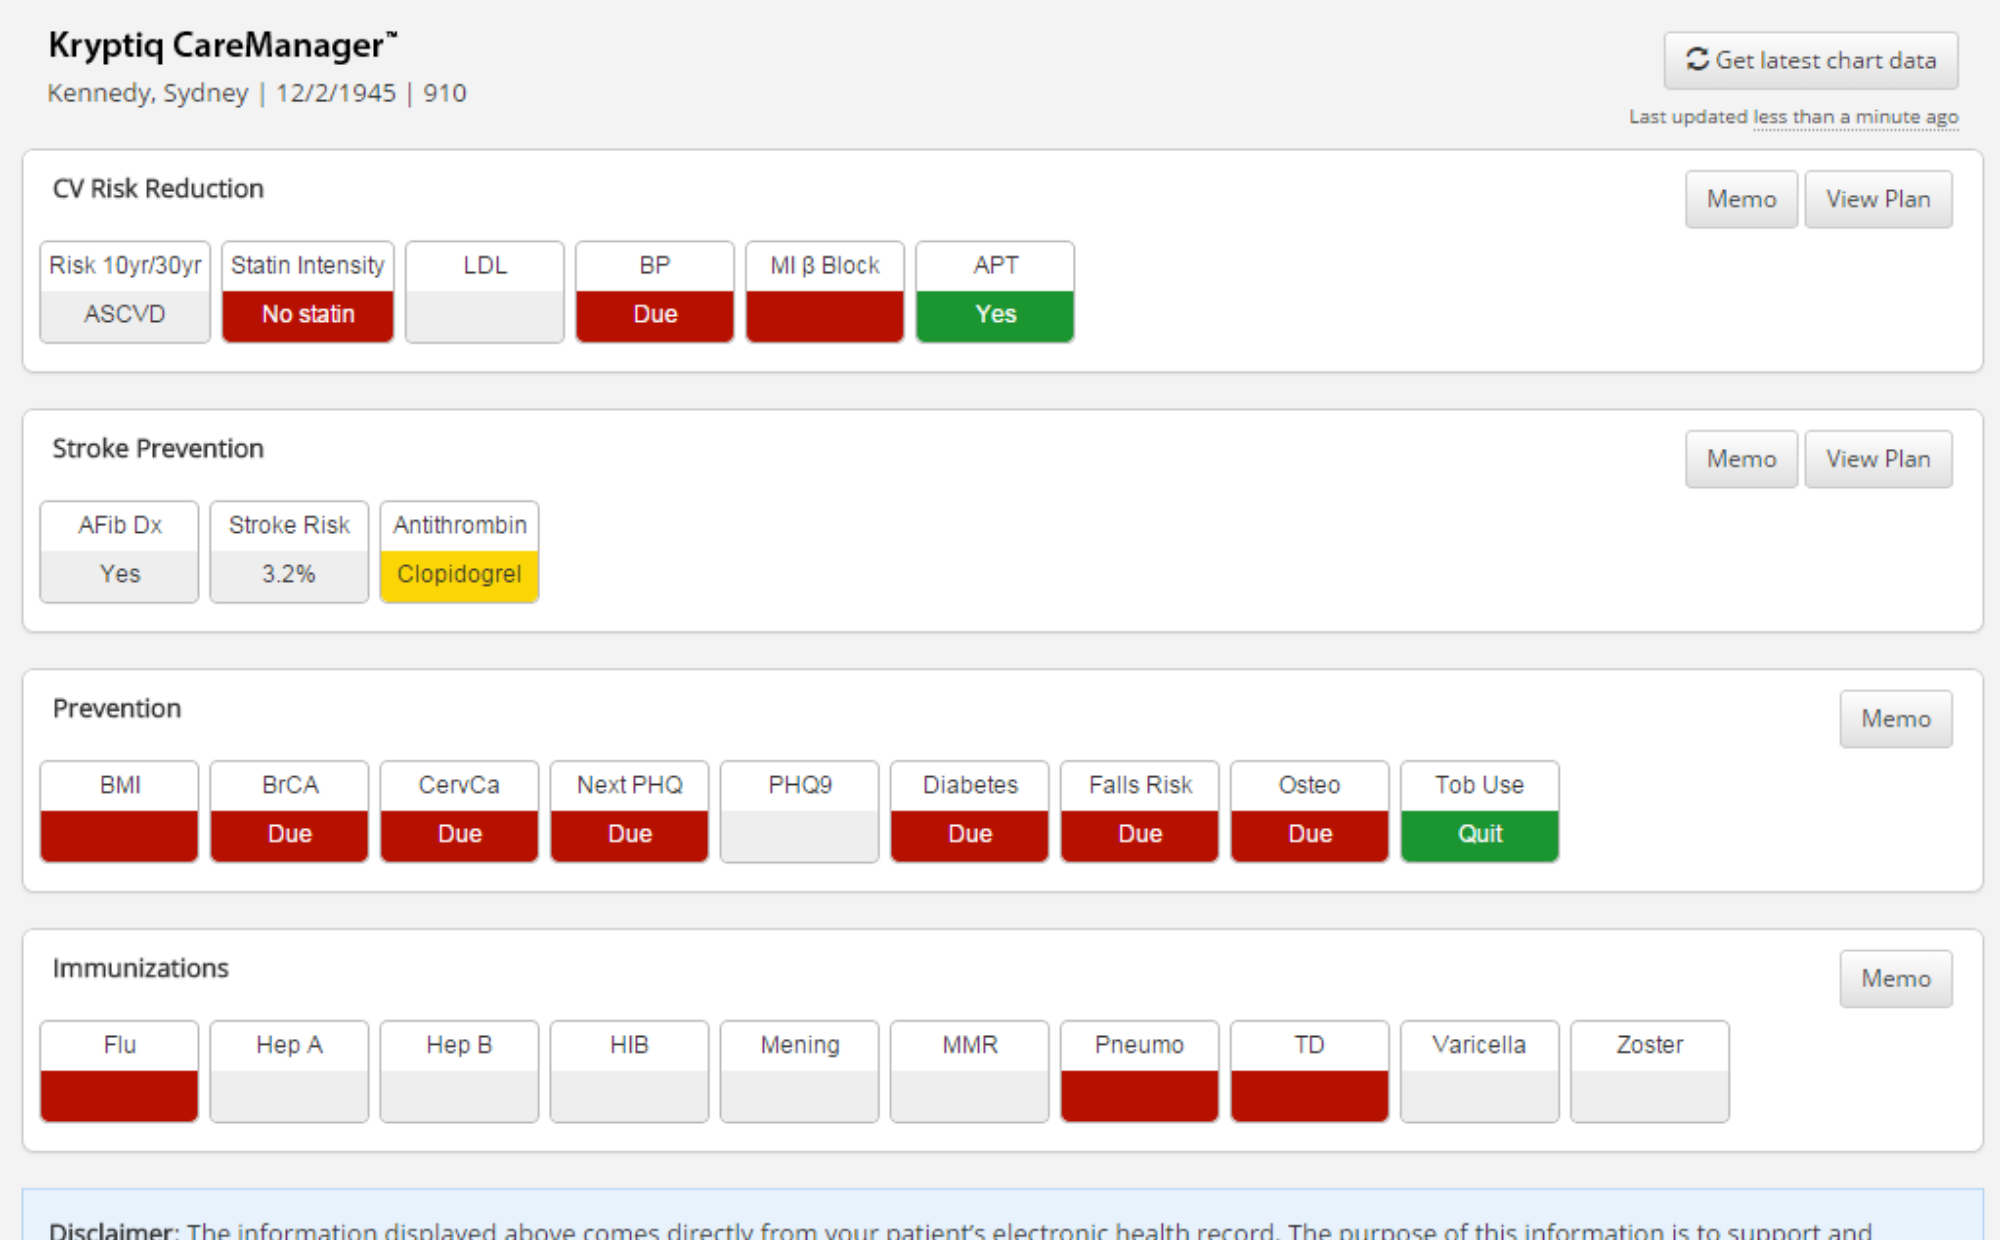 Kryptiq CareManager™
Kennedy, Sydney | 12/2/1945 | 910
Get latest chart data
Last updated less than a minute ago
CV Risk Reduction
Memo View Plan
Risk 10yr/30yr Statin Intensity LDL BP MI β Block APT
ASCVD No statin Due Yes
Stroke Prevention
Memo View Plan
AFib Dx Stroke Risk Antithrombin
Yes 3.2% Clopidogrel
Prevention
Memo
BMI BrCA CervCa Next PHQ PHQ9 Diabetes Falls Risk Osteo Tob Use
Due Due Due Due Due Due Quit
Immunizations
Memo
Flu Hep A Hep B HIB Mening MMR Pneumo TD Varicella Zoster
Disclaimer: The information displayed above comes directly from your patient's electronic health record. The purpose of this information is to support and